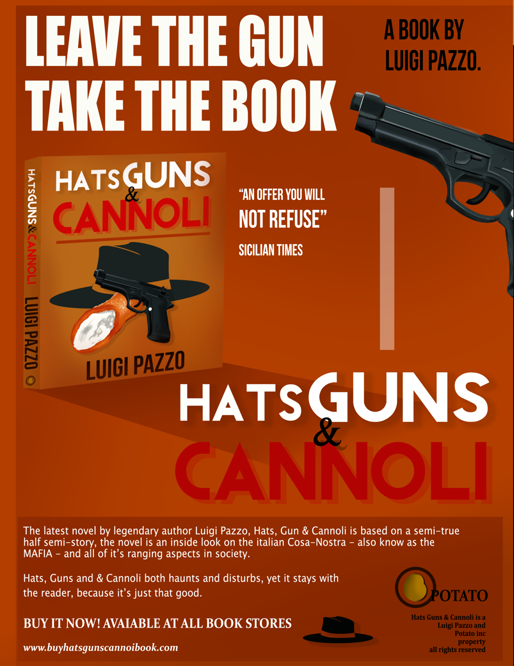 LEAVE THE GUN
TAKE THE BOOK
A BOOK BY
LUIGI PAZZO.
HATSGUNS
&
CANNOLI
LUIGI PAZZO
HATSGUNS&CANNOLI LUIGI PAZZO
“AN OFFER YOU WILL
NOT REFUSE”
SICILIAN TIMES
HATSGUNS
&
CANNOLI
The latest novel by legendary author Luigi Pazzo, Hats, Gun & Cannoli is based on a semi-true
half semi-story, the novel is an inside look on the italian Cosa-Nostra – also know as the
MAFIA – and all of it's ranging aspects in society.
Hats, Guns and & Cannoli both haunts and disturbs, yet it stays with
the reader, because it's just that good.
BUY IT NOW! AVAIABLE AT ALL BOOK STORES
www.buyhatsgunscannoibook.com
POTATO
Hats Guns & Cannoli is a
Luigi Pazzo and
Potato inc
property
all rights reserved